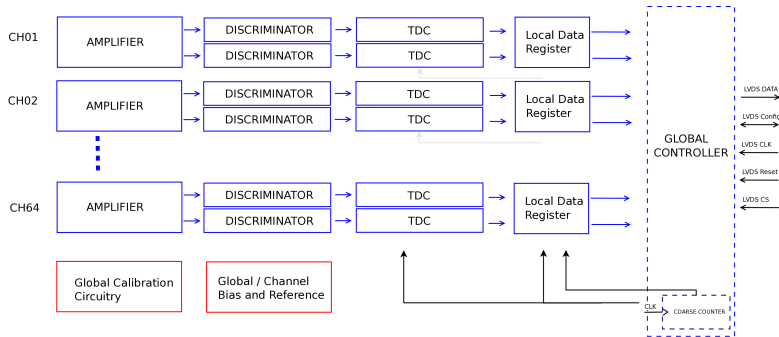 CH01
AMPLIFIER
DISCRIMINATOR
TDC
DISCRIMINATOR
TDC
Local Data
Register
CH02
AMPLIFIER
DISCRIMINATOR
TDC
DISCRIMINATOR
TDC
Local Data
Register
CH64
AMPLIFIER
DISCRIMINATOR
TDC
DISCRIMINATOR
TDC
Local Data
Register
GLOBAL
CONTROLLER
LVDS DATA
LVDS Config
LVDS CLK
LVDS Reset
LVDS CS
Global Calibration
Circuitry
Global / Channel
Bias and Reference
CLK
COARSE COUNTER